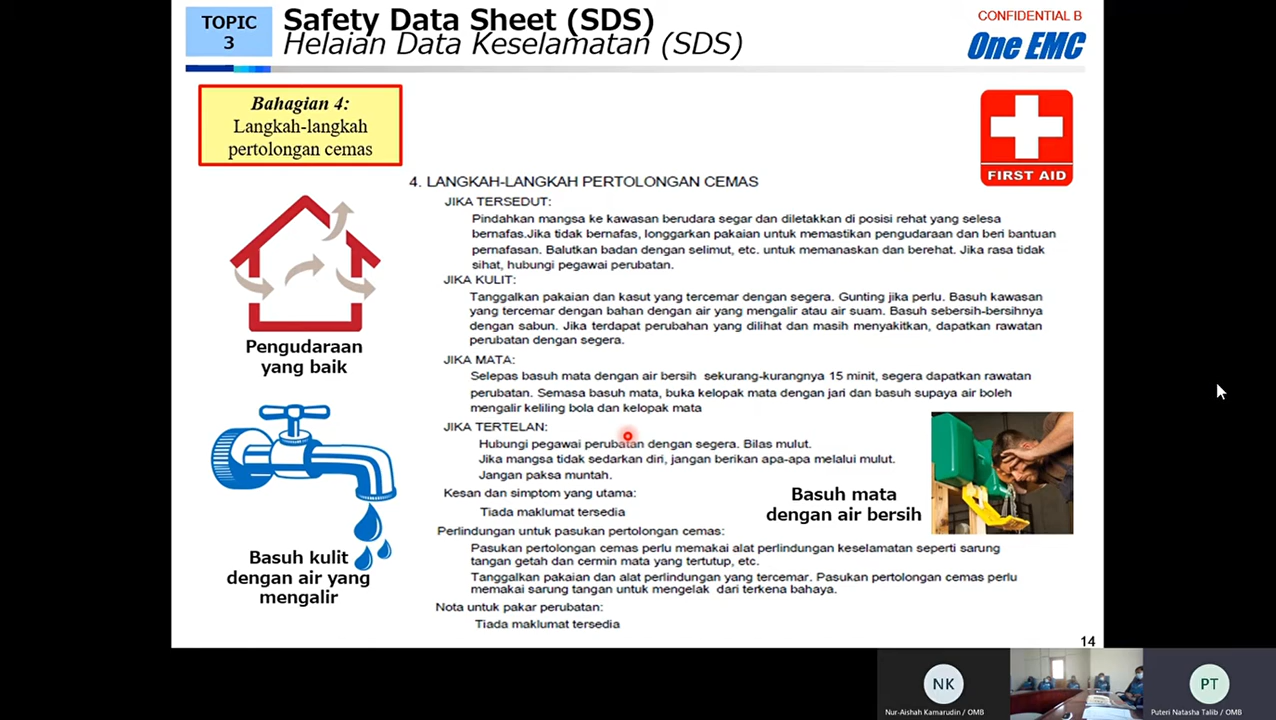 TOPIC
3
Safety Data Sheet (SDS)
Helaian Data Keselamatan (SDS)
CONFIDENTIAL B
One EMC
Bahagian 4:
Langkah-langkah
pertolongan cemas
FIRST AID
4. LANGKAH-LANGKAH PERTOLONGAN CEMAS
JIKA TERSEDUT:
Pindahkan mangsa ke kawasan berudara segar dan diletakkan di posisi rehat yang selesa
bernafas.Jika tidak bernafas, longgarkan pakaian untuk memastikan pengudaraan dan beri bantuan
pernafasan. Balutkan badan dengan selimut, etc. untuk memanaskan dan berehat. Jika rasa tidak
sihat, hubungi pegawai perubatan.
JIKA KULIT:
Tanggalkan pakaian dan kasut yang tercemar dengan segera. Gunting jika perlu. Basuh kawasan
yang tercemar dengan bahan dengan air yang mengalir atau air suam. Basuh sebersih-bersihnya
dengan sabun. Jika terdapat perubahan yang dilihat dan masih menyakitkan, dapatkan rawatan
perubatan dengan segera.
JIKA MATA:
Selepas basuh mata dengan air bersih sekurang-kurangnya 15 minit, segera dapatkan rawatan
perubatan. Semasa basuh mata, buka kelopak mata dengan jari dan basuh supaya air boleh
mengalir keliling bola dan kelopak mata
JIKA TERTELAN:
Hubungi pegawai perubatan dengan segera. Bilas mulut.
Jika mangsa tidak sedarkan diri, jangan berikan apa-apa melalui mulut.
Jangan paksa muntah.
Kesan dan simptom yang utama:
Tiada maklumat tersedia
Perlindungan untuk pasukan pertolongan cemas:
Pasukan pertolongan cemas perlu memakai alat perlindungan keselamatan seperti sarung
tangan getah dan cermin mata yang tertutup, etc.
Tanggalkan pakaian dan alat perlindungan yang tercemar. Pasukan pertolongan cemas perlu
memakai sarung tangan untuk mengelak dari terkena bahaya.
Nota untuk pakar perubatan:
Tiada maklumat tersedia
Pengudaraan
yang baik
Basuh kulit
dengan air yang
mengalir
Basuh mata
dengan air bersih
14
NK
Nur-Aishah Kamarudin / OMB
PT
Puteri Natasha Talib / OMB